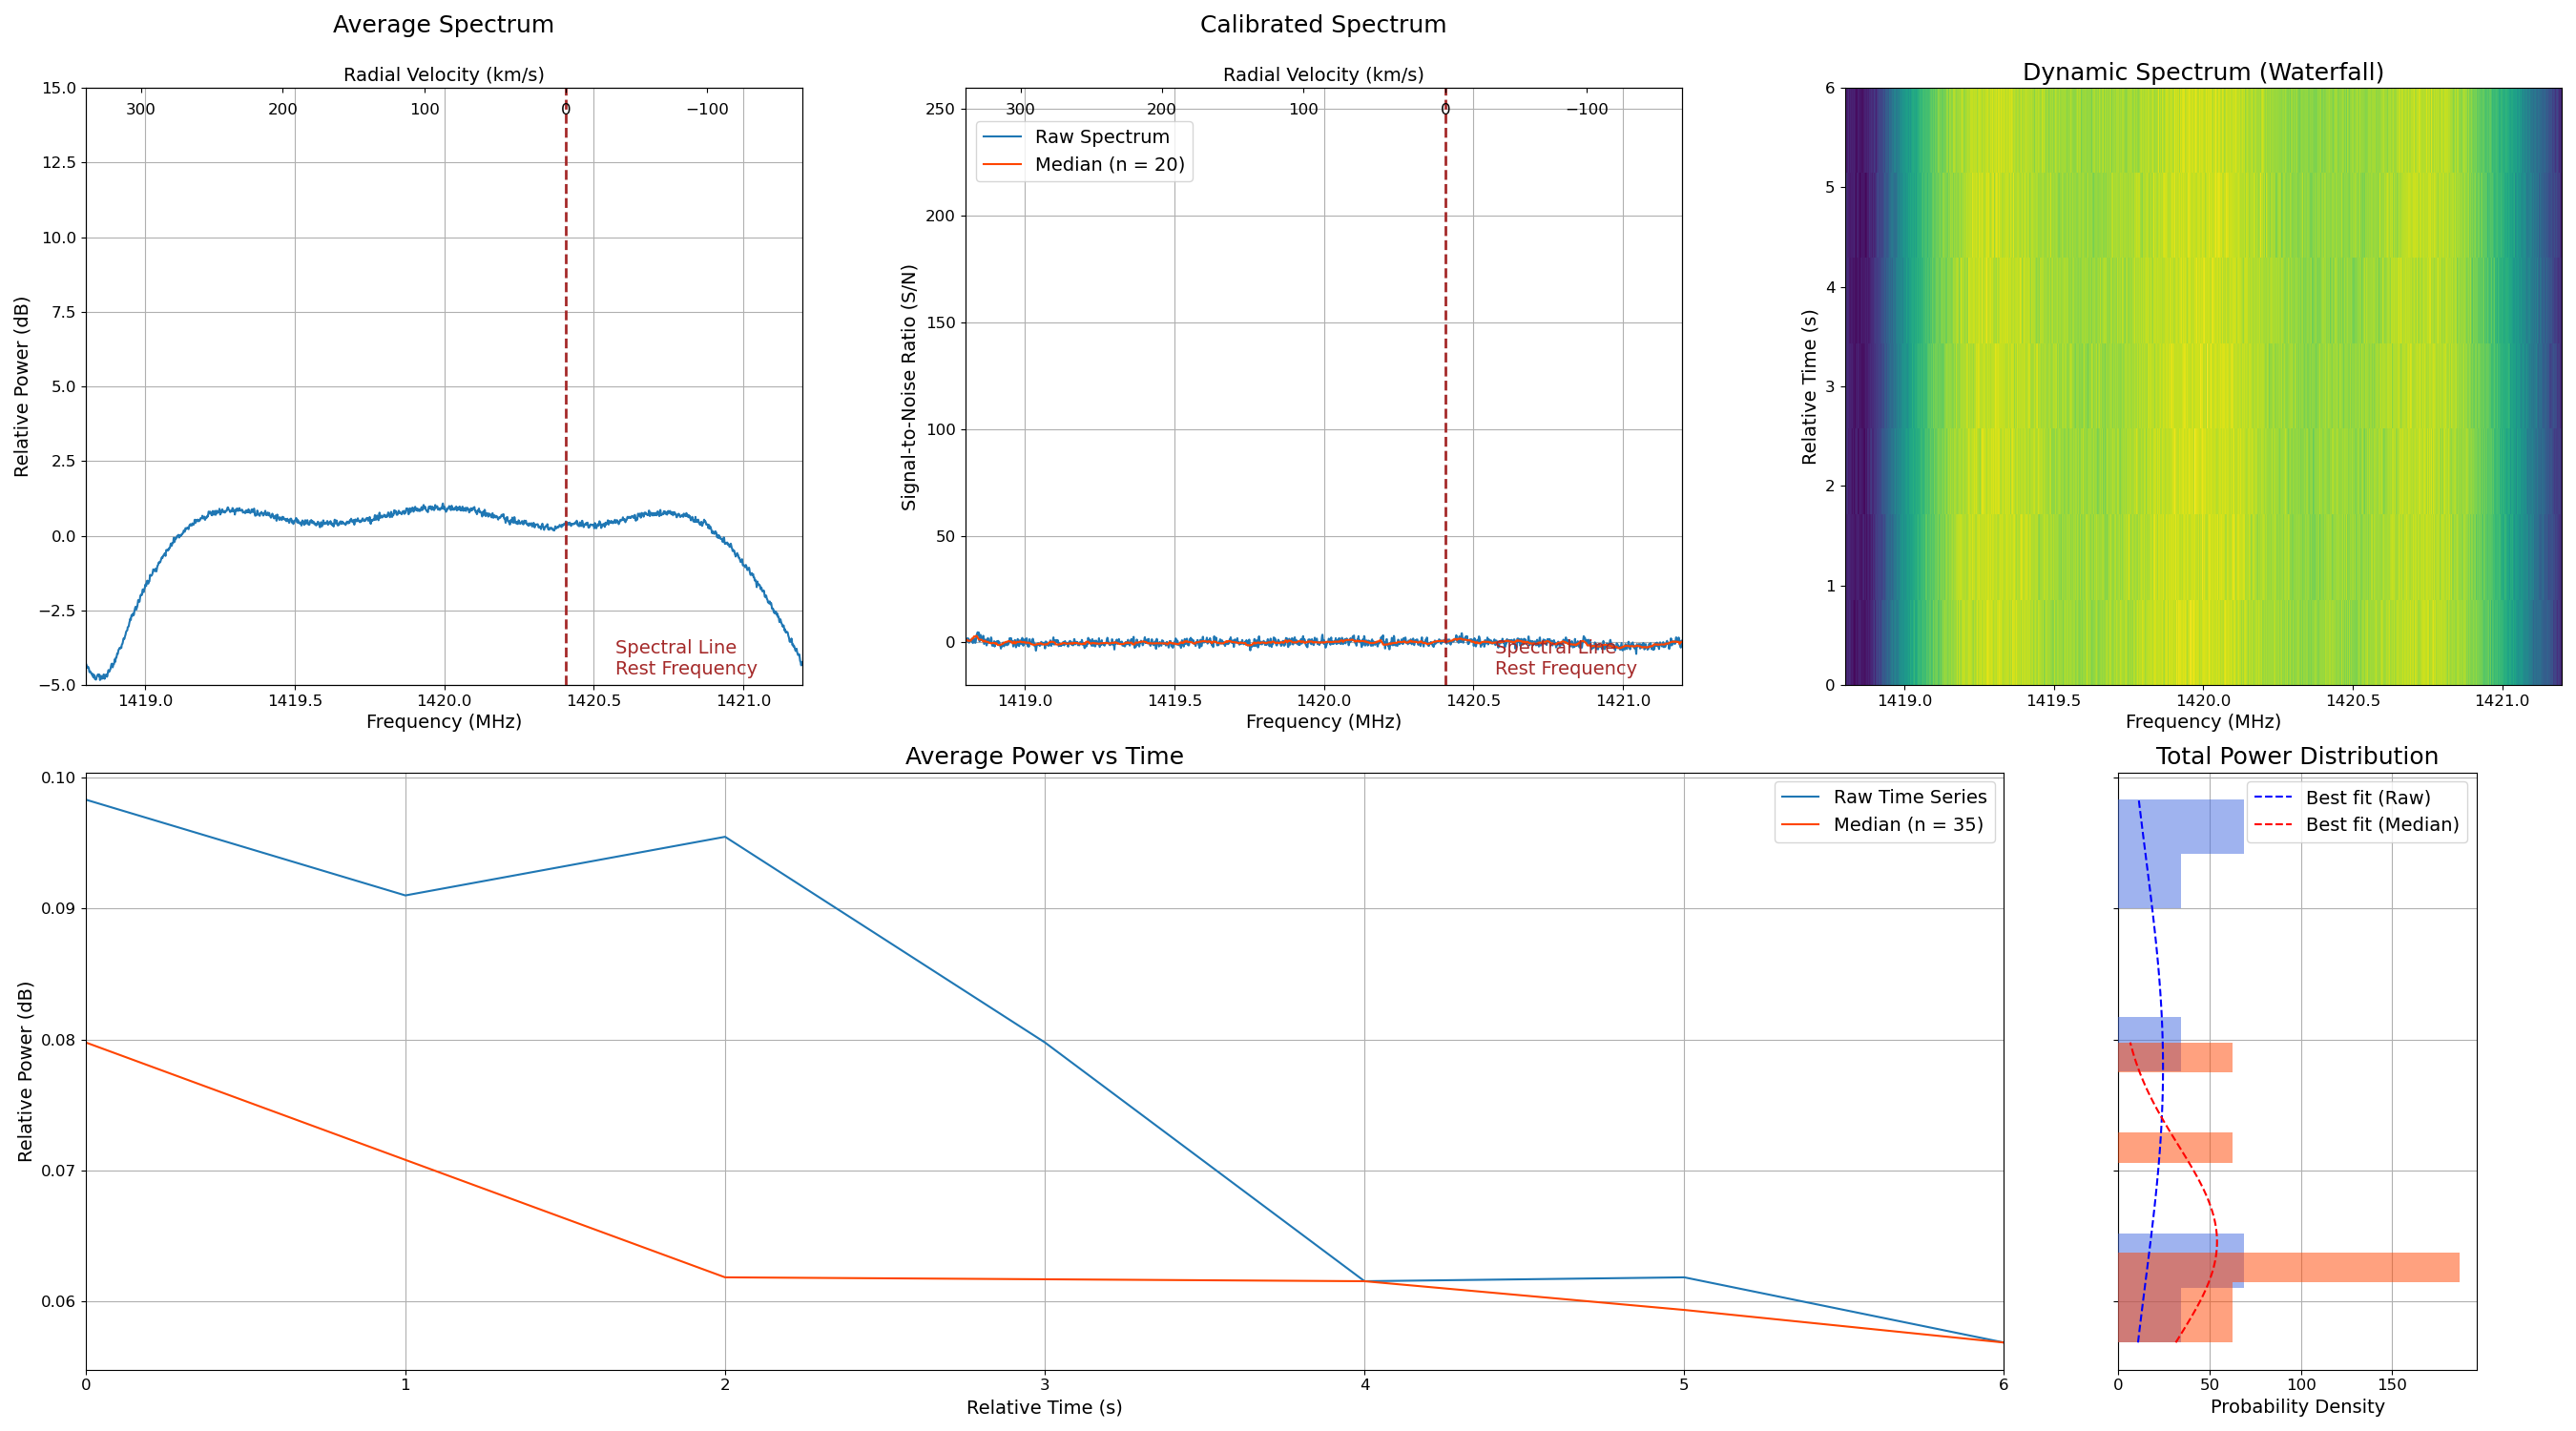 Average Spectrum
Radial Velocity (km/s)
300 200 100 0 −100
15.0
12.5
10.0
7.5
5.0
2.5
0.0
−2.5
−5.0
Relative Power (dB)
Spectral Line
Rest Frequency
1419.0 1419.5 1420.0 1420.5 1421.0
Frequency (MHz)
Calibrated Spectrum
Radial Velocity (km/s)
300 200 100 0 −100
Raw Spectrum
Median (n = 20)
250
200
150
100
50
0
Signal-to-Noise Ratio (S/N)
Spectral Line
Rest Frequency
1419.0 1419.5 1420.0 1420.5 1421.0
Frequency (MHz)
Dynamic Spectrum (Waterfall)
6
5
4
3
2
1
0
Relative Time (s)
1419.0 1419.5 1420.0 1420.5 1421.0
Frequency (MHz)
Average Power vs Time
Raw Time Series
Median (n = 35)
0.10
0.09
0.08
0.07
0.06
Relative Power (dB)
0 1 2 3 4 5 6
Relative Time (s)
Total Power Distribution
Best fit (Raw)
Best fit (Median)
0 50 100 150
Probability Density